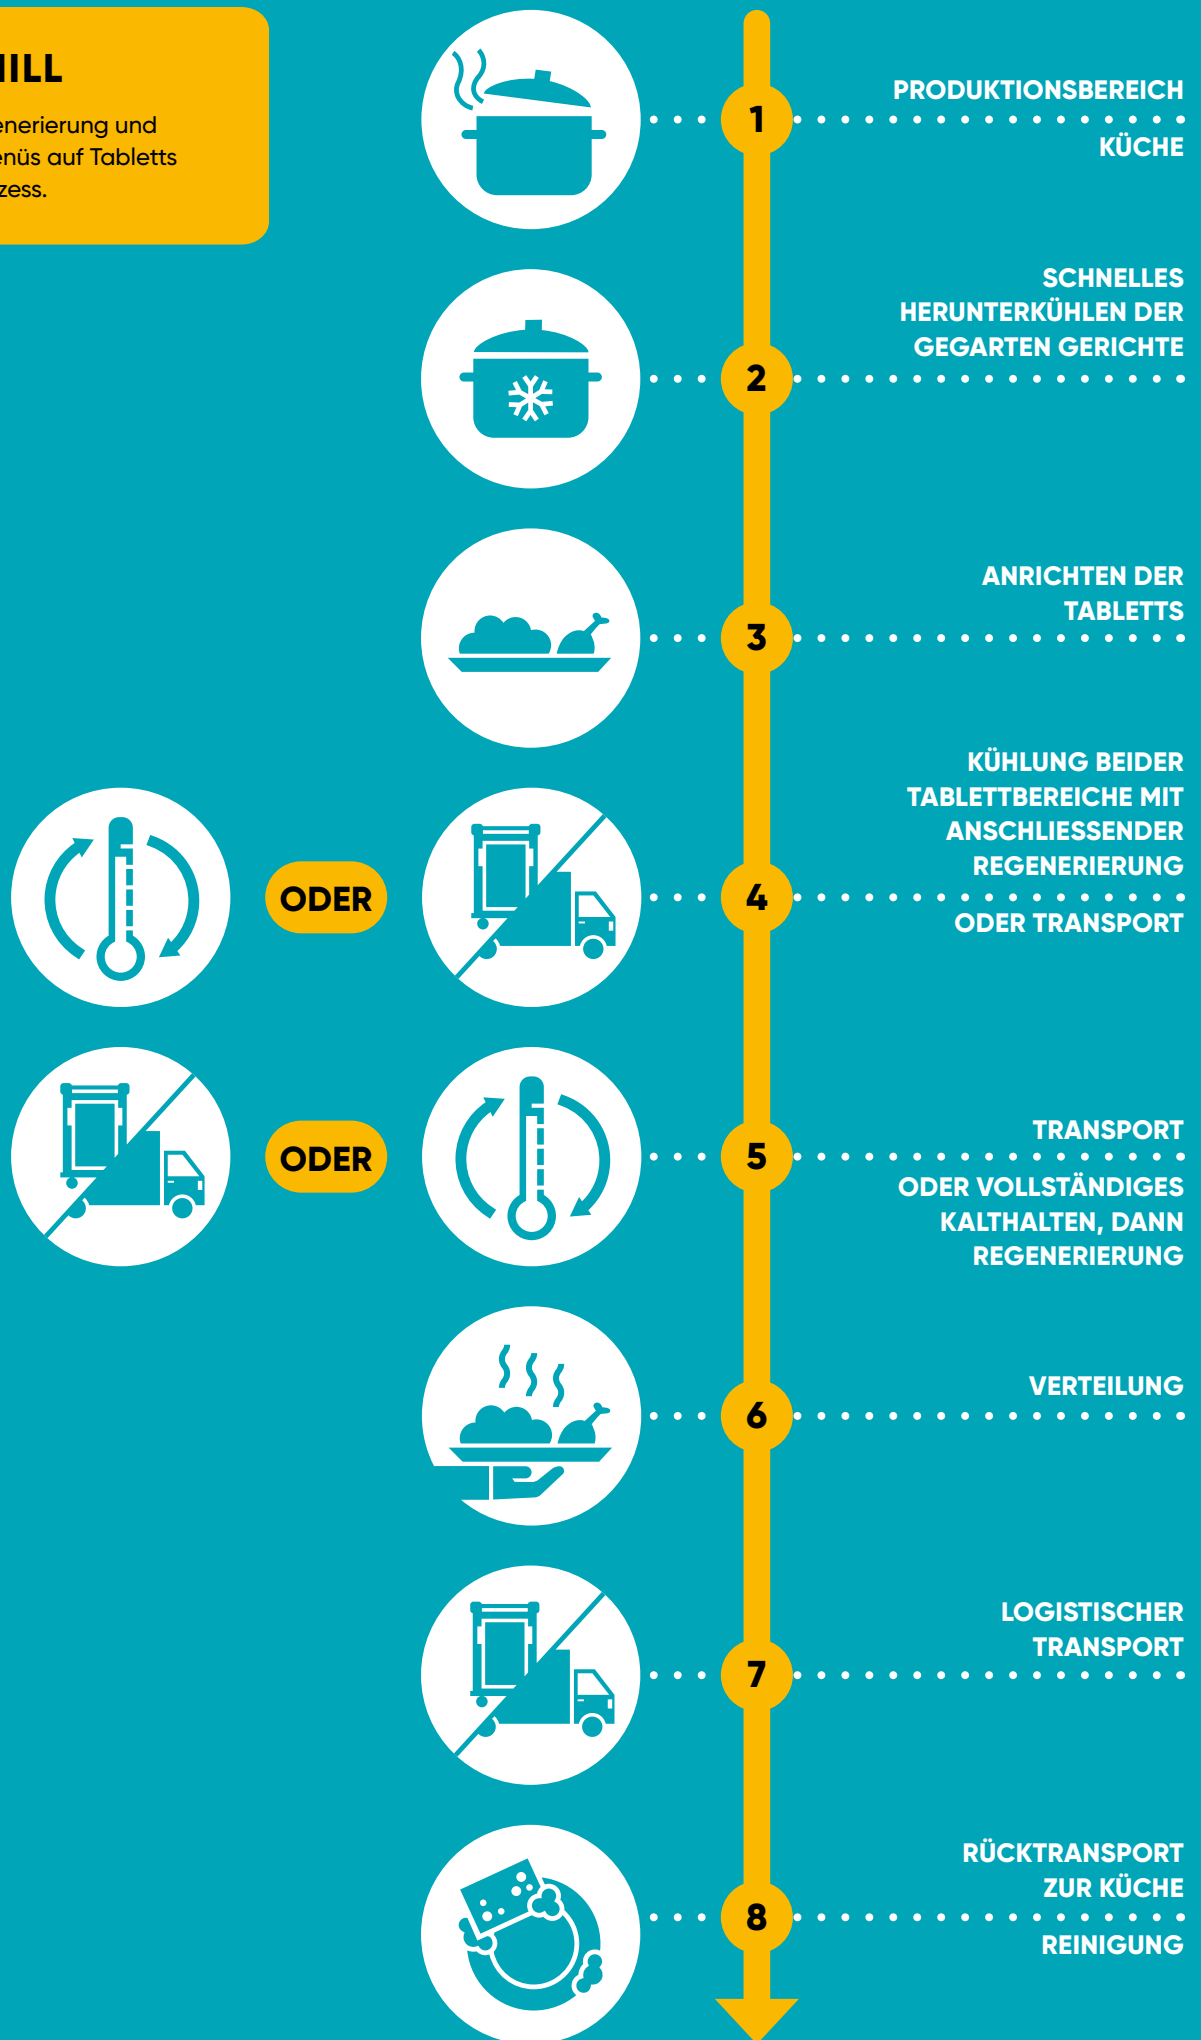 HILL
enerierung und
enüs auf Tabletts
zess.
1
PRODUKTIONSBEREICH
KÜCHE
2
SCHNELLES
HERUNTERKÜHLEN DER
GEGARTEN GERICHTE
3
ANRICHTEN DER
TABLETTS
ODER
4
KÜHLUNG BEIDER
TABLETTBEREICHE MIT
ANSCHLIESSENDER
REGENERIERUNG
ODER TRANSPORT
ODER
5
TRANSPORT
ODER VOLLSTÄNDIGES
KALTHALTEN, DANN
REGENERIERUNG
6
VERTEILUNG
7
LOGISTISCHER
TRANSPORT
8
RÜCKTRANSPORT
ZUR KÜCHE
REINIGUNG